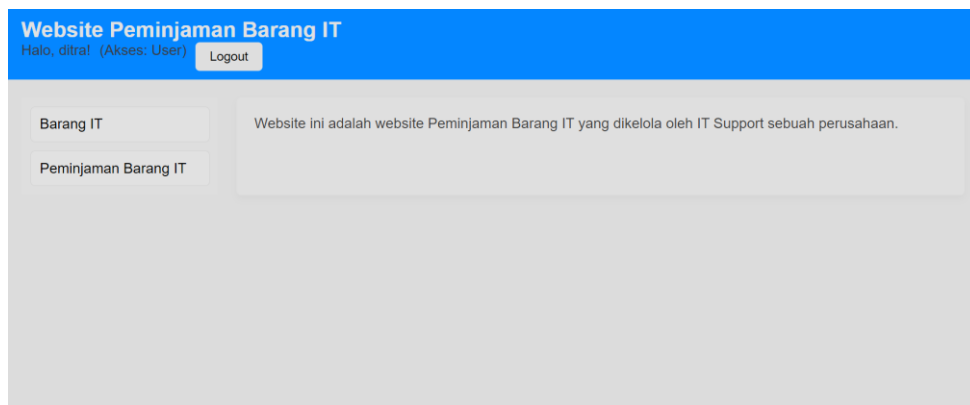 Website Peminjaman Barang IT
Halo, ditra! (Akses: User) Logout
Barang IT
Website ini adalah website Peminjaman Barang IT yang dikelola oleh IT Support sebuah perusahaan.
Peminjaman Barang IT